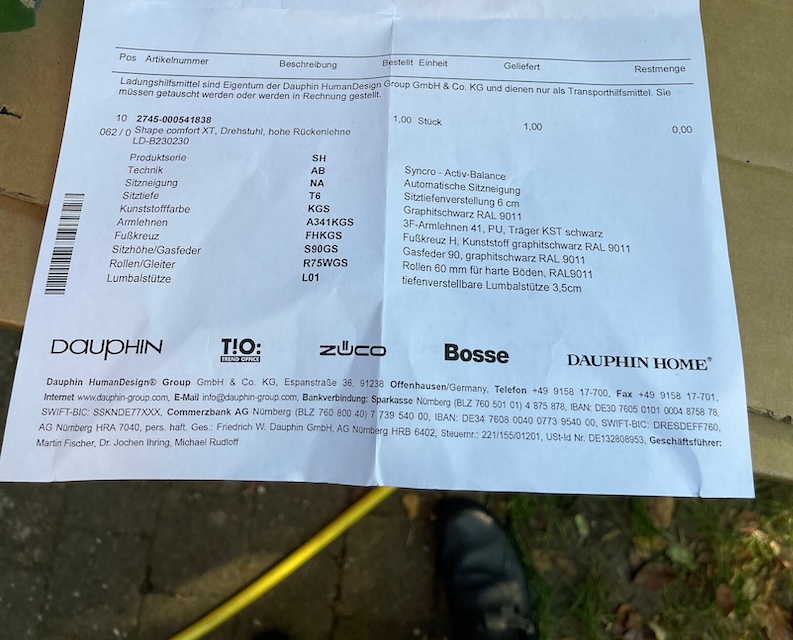 Pos Artikelnummer Beschreibung Bestellt Einheit Geliefert Restmenge
Ladungshilfsmittel sind Eigentum der Dauphin HumanDesign Group GmbH & Co. KG und dienen nur als Transporthilfsmittel. Sie
müssen getauscht werden oder werden in Rechnung gestellt.
10 2745-000541838 1,00 Stück 1,00 0,00
062 / 0 Shape comfort XT, Drehstuhl, hohe Rückenlehne
LD-B230230
Produktserie SH
Technik AB Syncro - Activ-Balance
Sitzneigung NA Automatische Sitzneigung
Sitztiefe T6 Sitztiefenverstellung 6 cm
Kunststofffarbe KGS Graphitschwarz RAL 9011
Armlehnen A341KGS 3F-Armlehnen 41, PU, Träger KST schwarz
Fußkreuz FHKGS Fußkreuz H, Kunststoff graphitschwarz RAL 9011
Sitzhöhe/Gasfeder S90GS Gasfeder 90, graphitschwarz RAL 9011
Rollen/Gleiter R75WGS Rollen 60 mm für harte Böden, RAL9011
Lumbalstütze L01 tiefenverstellbare Lumbalstütze 3,5cm
DAUPHIN T!O: TREND OFFICE ZÜCO Bosse DAUPHIN HOME®
Dauphin HumanDesign® Group GmbH & Co. KG, Espanstraße 36, 91238 Offenhausen/Germany, Telefon +49 9158 17-700, Fax +49 9158 17-701,
Internet www.dauphin-group.com, E-Mail info@dauphin-group.com, Bankverbindung: Sparkasse Nürnberg (BLZ 760 501 01) 4 875 878, IBAN: DE30 7605 0101 0004 8758 78,
SWIFT-BIC: SSKNDE77XXX, Commerzbank AG Nürnberg (BLZ 760 800 40) 7 739 540 00, IBAN: DE34 7608 0040 0773 9540 00, SWIFT-BIC: DRESDEFF760,
AG Nürnberg HRA 7040, pers. haft. Ges.: Friedrich W. Dauphin GmbH, AG Nürnberg HRB 6402, Steuernr.: 221/155/01201, USt-Id Nr. DE132808953, Geschäftsführer:
Martin Fischer, Dr. Jochen Ihring, Michael Rudloff